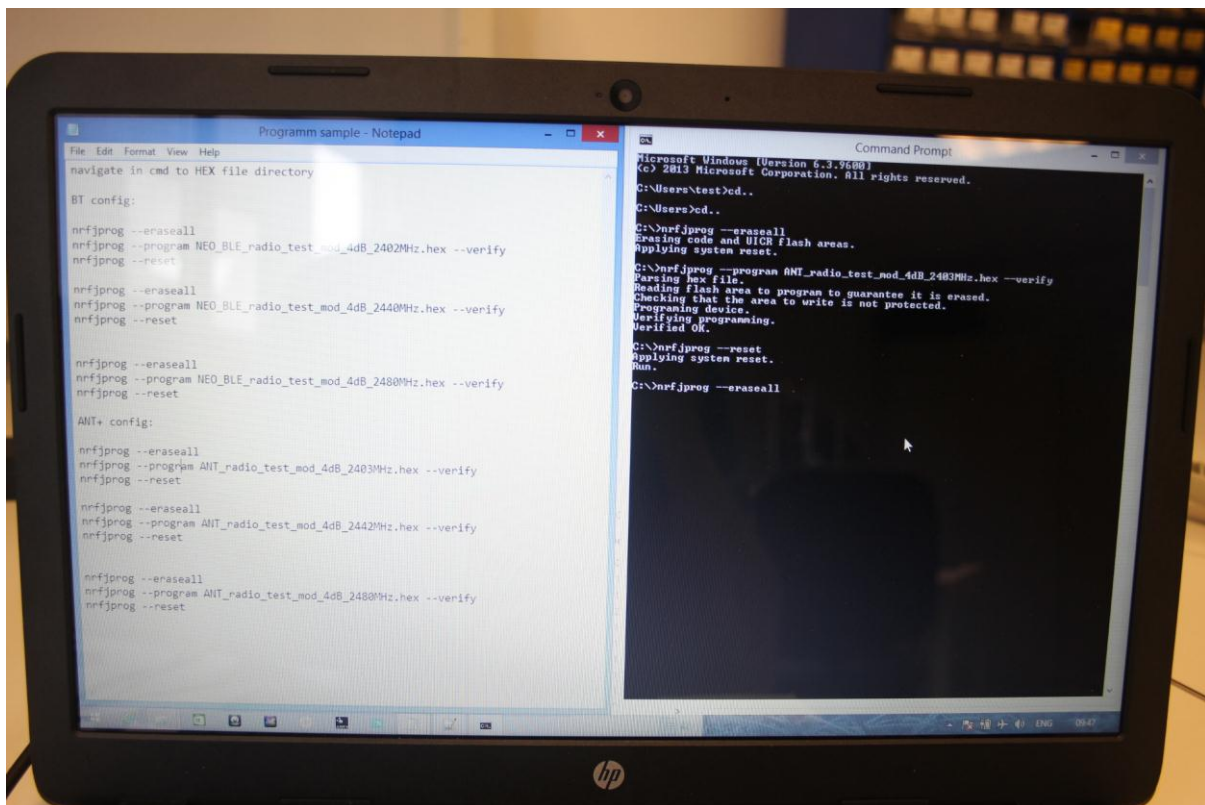 Programm sample - Notepad
File Edit Format View Help
navigate in cmd to HEX file directory
BT config:
nrfjprog --eraseall
nrfjprog --program NEO_BLE_radio_test_mod_4dB_2402MHz.hex --verify
nrfjprog --reset
nrfjprog --eraseall
nrfjprog --program NEO_BLE_radio_test_mod_4dB_2440MHz.hex --verify
nrfjprog --reset
nrfjprog --eraseall
nrfjprog --program NEO_BLE_radio_test_mod_4dB_2480MHz.hex --verify
nrfjprog --reset
ANT+ config:
nrfjprog --eraseall
nrfjprog --program ANT_radio_test_mod_4dB_2403MHz.hex --verify
nrfjprog --reset
nrfjprog --eraseall
nrfjprog --program ANT_radio_test_mod_4dB_2442MHz.hex --verify
nrfjprog --reset
nrfjprog --eraseall
nrfjprog --program ANT_radio_test_mod_4dB_2480MHz.hex --verify
nrfjprog --reset
Command Prompt
Microsoft Windows [Version 6.3.9600]
(c) 2013 Microsoft Corporation. All rights reserved.
C:\Users\test>cd..
C:\Users>cd..
C:\>nrfjprog --eraseall
Erasing code and UICR flash areas.
Applying system reset.
C:\>nrfjprog --program ANT_radio_test_mod_4dB_2403MHz.hex --verify
Parsing hex file.
Reading flash area to program to guarantee it is erased.
Checking that the area to write is not protected.
Programing device.
Verifying programming.
Verified OK.
C:\>nrfjprog --reset
Applying system reset.
Run.
C:\>nrfjprog --eraseall
ENG 09:47
hp